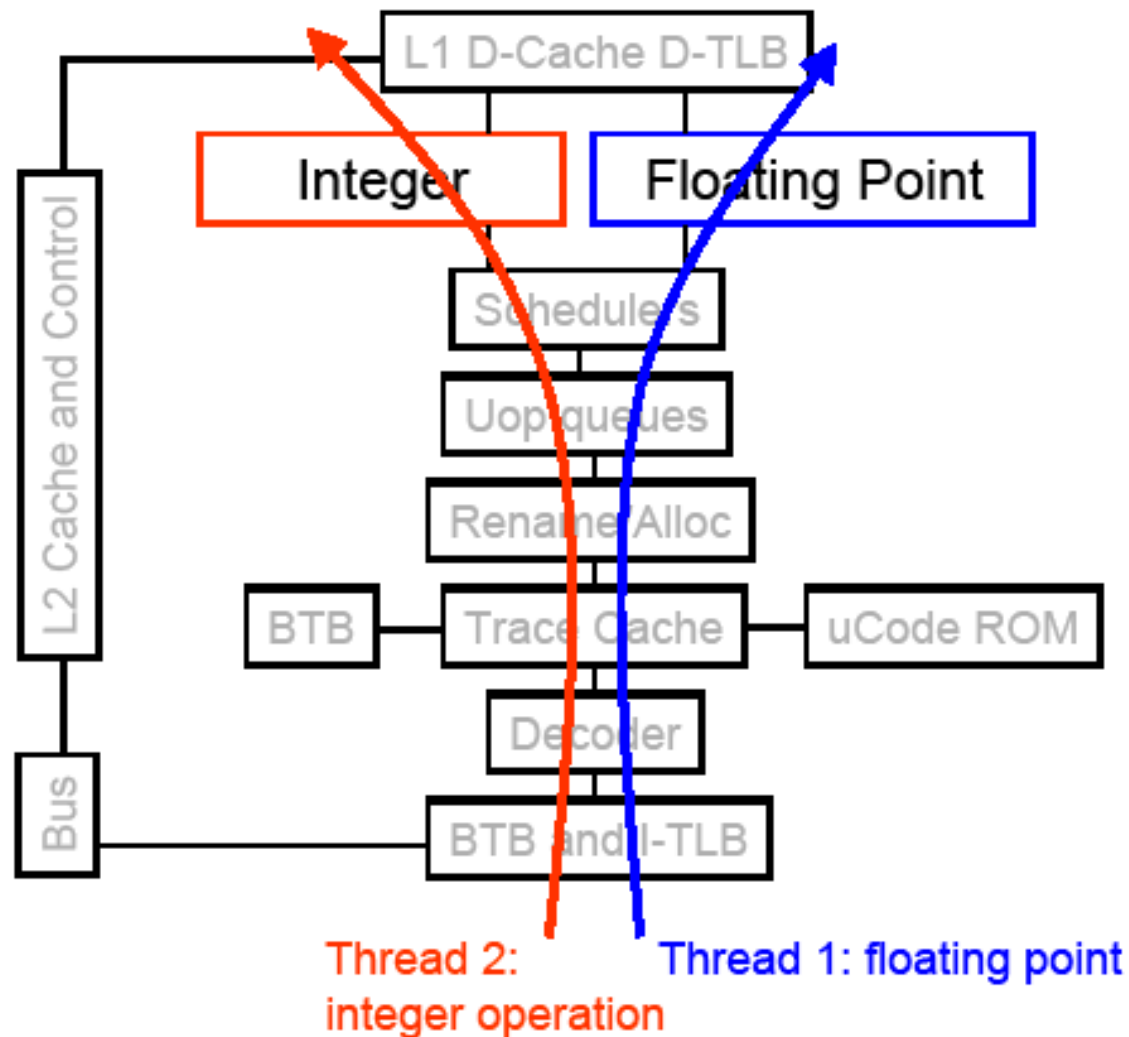 L1 D-Cache D-TLB
Integer
Floating Point
L2 Cache and Control
Schedulers
Uop queues
Rename/Alloc
BTB
Trace Cache
uCode ROM
Decoder
Bus
BTB and I-TLB
Thread 2:
integer operation
Thread 1: floating point